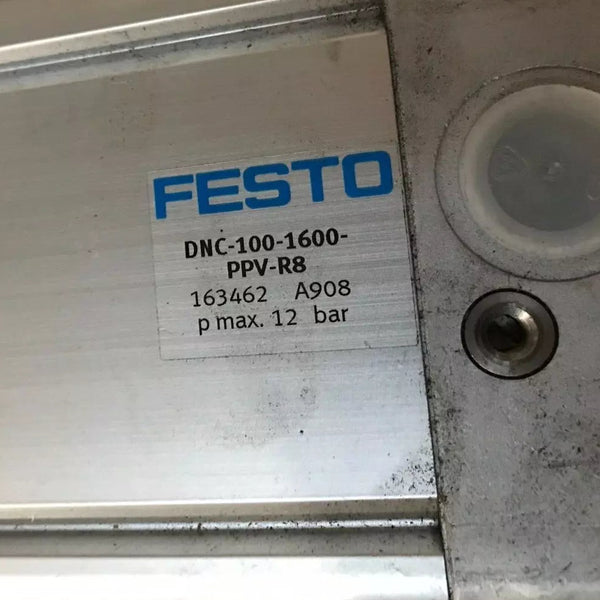 FESTO
DNC-100-1600-
PPV-R8
163462 A908
p max. 12 bar